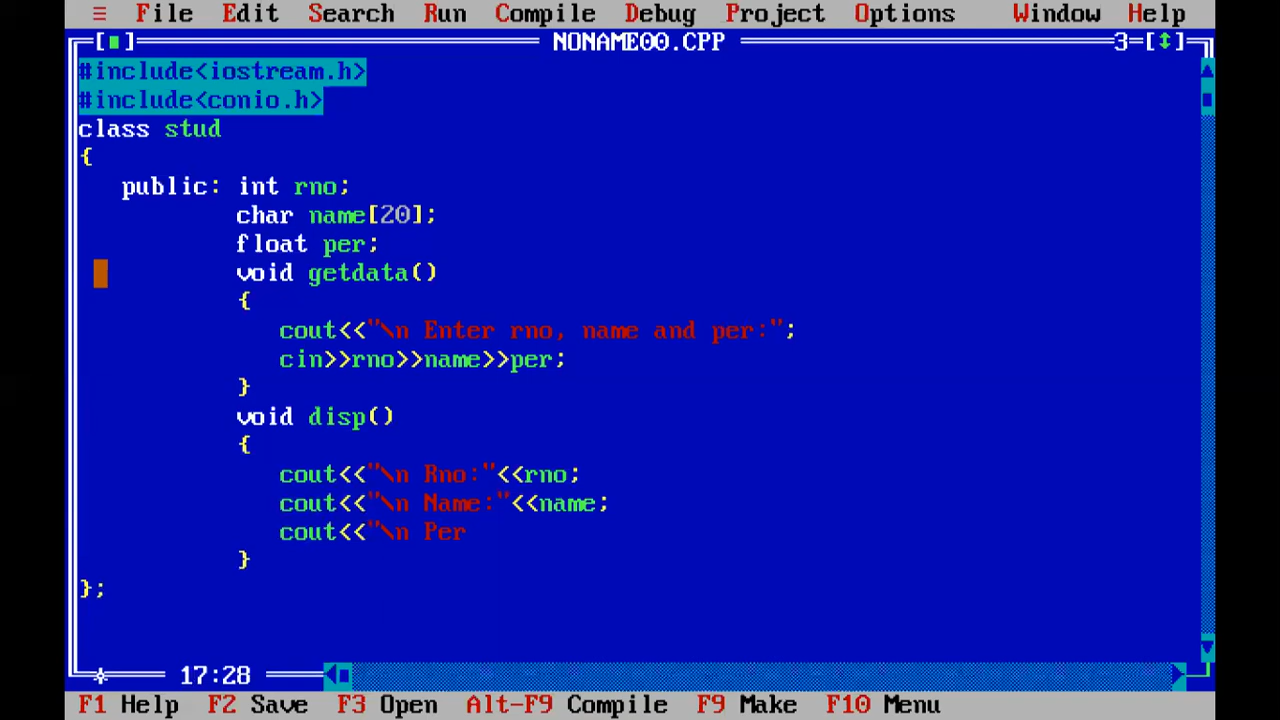 ≡ File Edit Search Run Compile Debug Project Options Window Help
NONAME00.CPP 3
#include<iostream.h>
#include<conio.h>
class stud
{
public: int rno;
char name[20];
float per;
void getdata()
{
cout<<"\n Enter rno, name and per:";
cin>>rno>>name>>per;
}
void disp()
{
cout<<"\n Rno:"<<rno;
cout<<"\n Name:"<<name;
cout<<"\n Per
}
};
17:28
F1 Help F2 Save F3 Open Alt-F9 Compile F9 Make F10 Menu